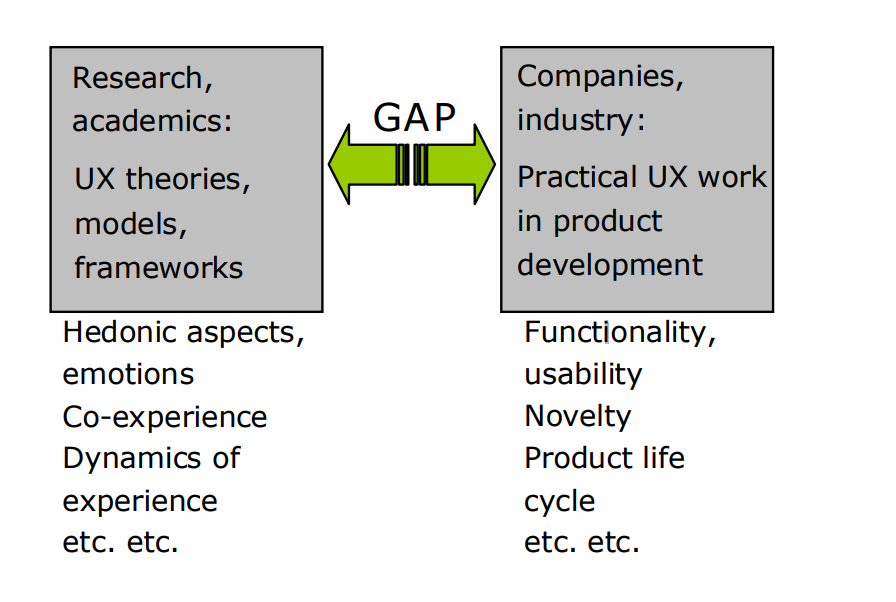 Research,
academics:
UX theories,
models,
frameworks
Hedonic aspects,
emotions
Co-experience
Dynamics of
experience
etc. etc.
GAP
Companies,
industry:
Practical UX work
in product
development
Functionality,
usability
Novelty
Product life
cycle
etc. etc.